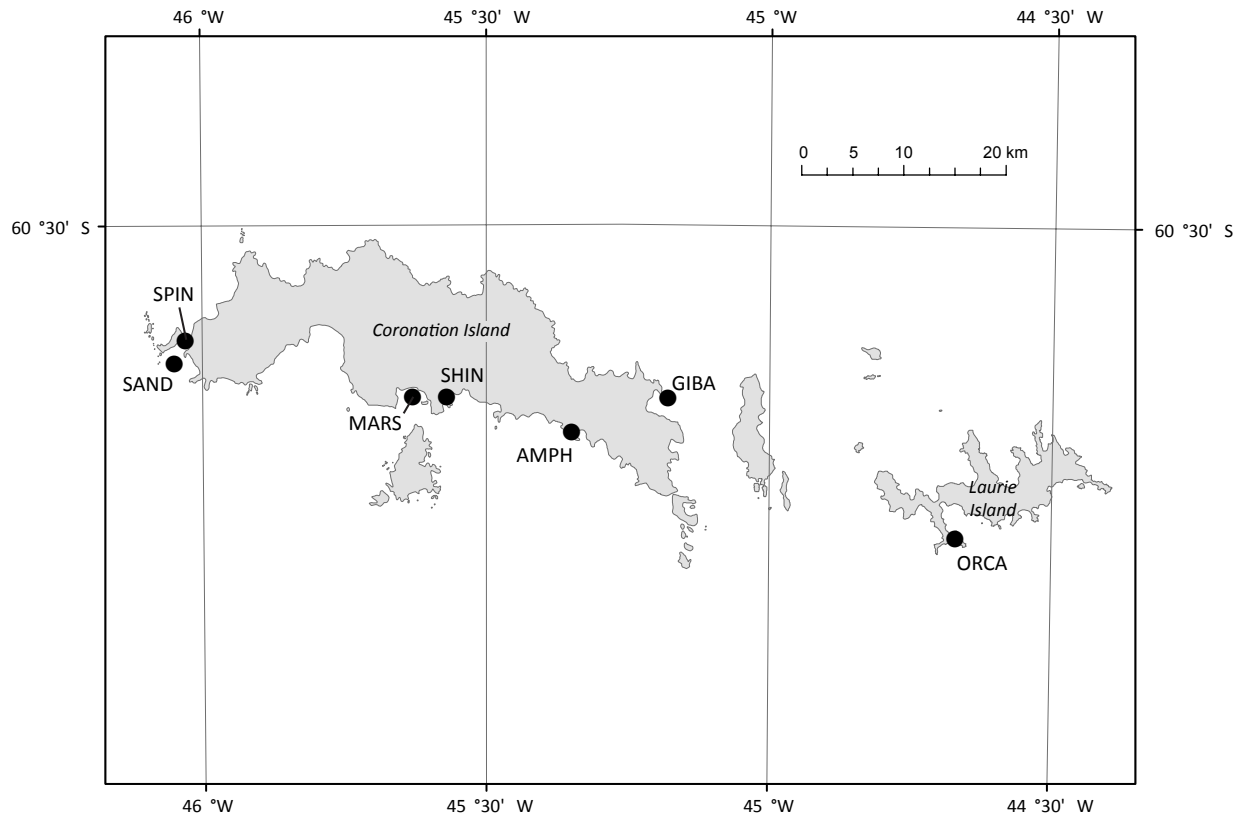 46 °W 45 °30' W 45 °W 44 °30' W
0 5 10 20 km
60 °30' S 60 °30' S
SPIN
Coronation Island
SAND
SHIN
GIBA
MARS
AMPH
Laurie
Island
ORCA
46 °W 45 °30' W 45 °W 44 °30' W